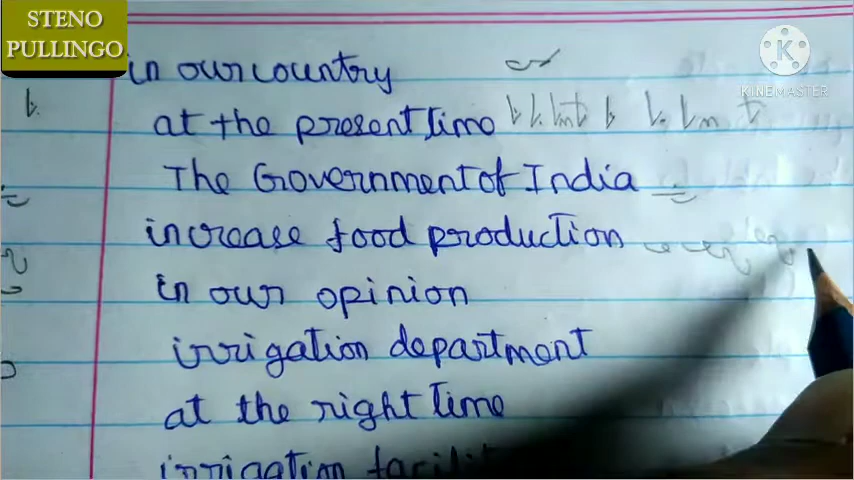 STENO
PULLINGO
K
KINEMASTER
in our country
at the present time
The Government of India
increase food production
in our opinion
irrigation department
at the right time
irrigation